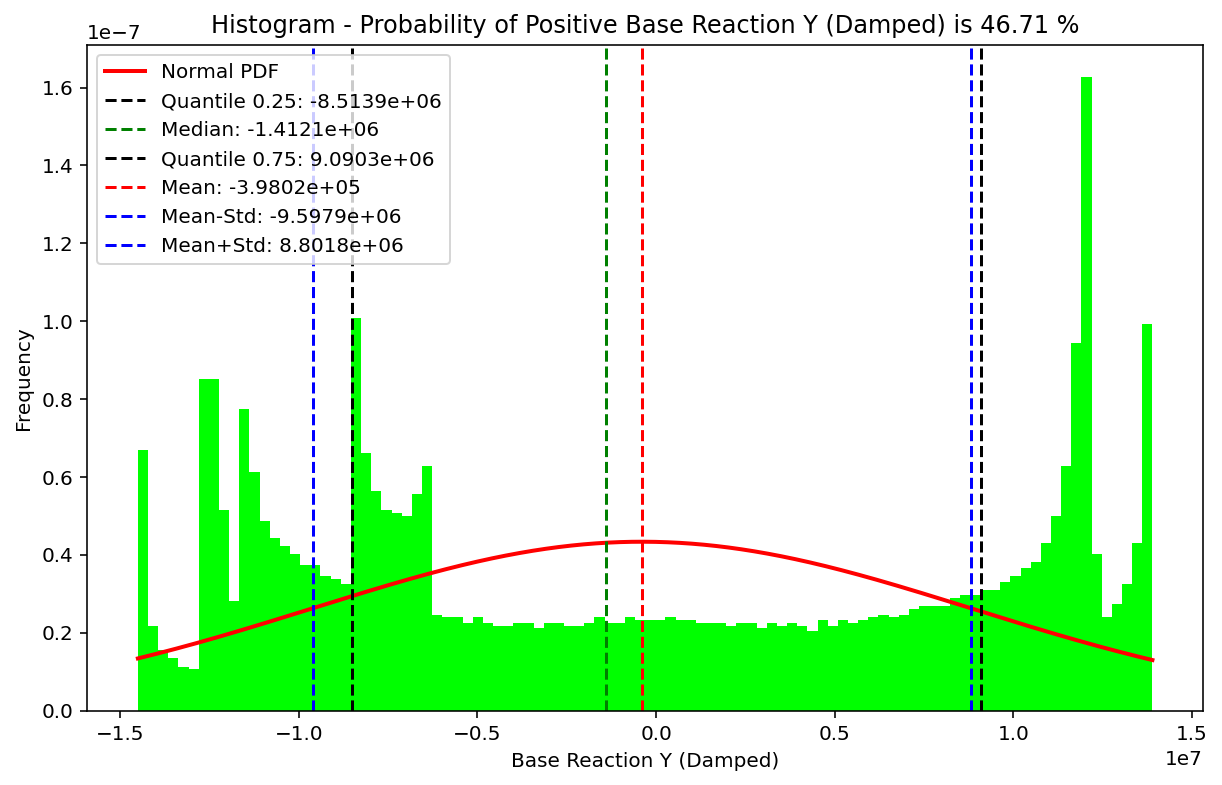 Histogram - Probability of Positive Base Reaction Y (Damped) is 46.71 %
1e−7
Normal PDF
Quantile 0.25: -8.5139e+06
Median: -1.4121e+06
Quantile 0.75: 9.0903e+06
Mean: -3.9802e+05
Mean-Std: -9.5979e+06
Mean+Std: 8.8018e+06
1.6
1.4
1.2
1.0
0.8
0.6
0.4
0.2
0.0
Frequency
−1.5 −1.0 −0.5 0.0 0.5 1.0 1.5
1e7
Base Reaction Y (Damped)